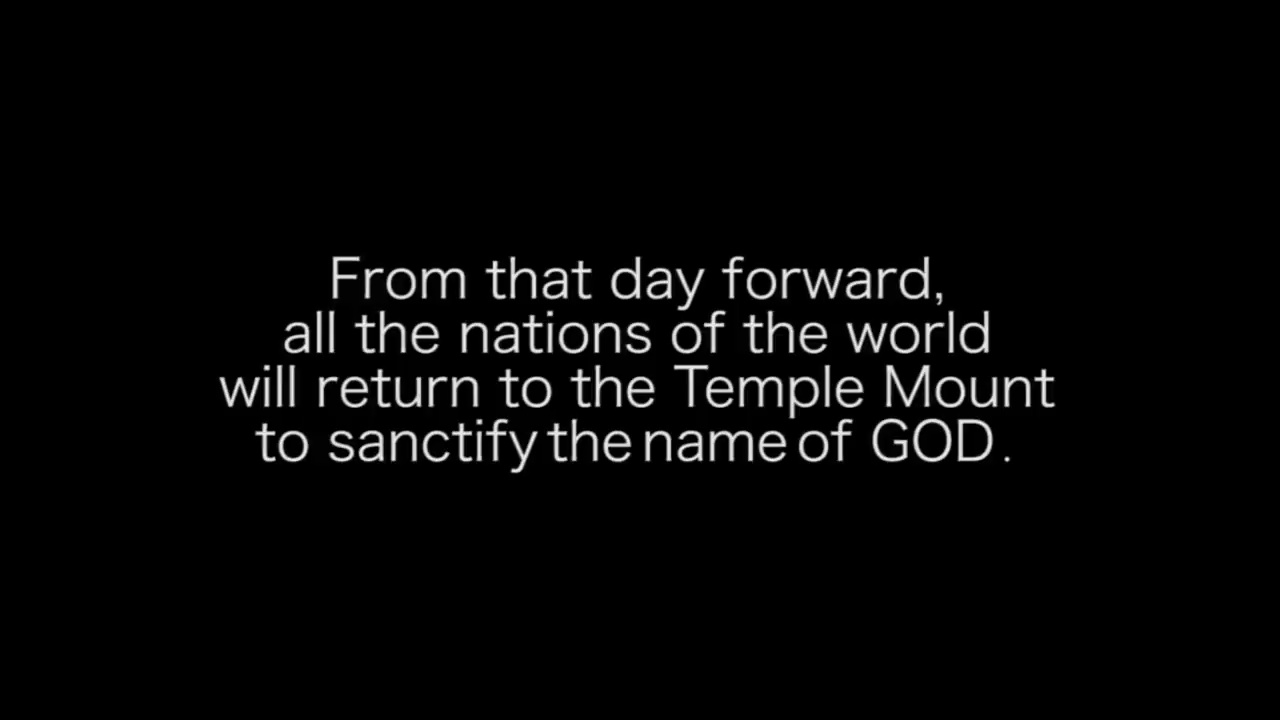 From that day forward,
all the nations of the world
will return to the Temple Mount
to sanctify the name of GOD.